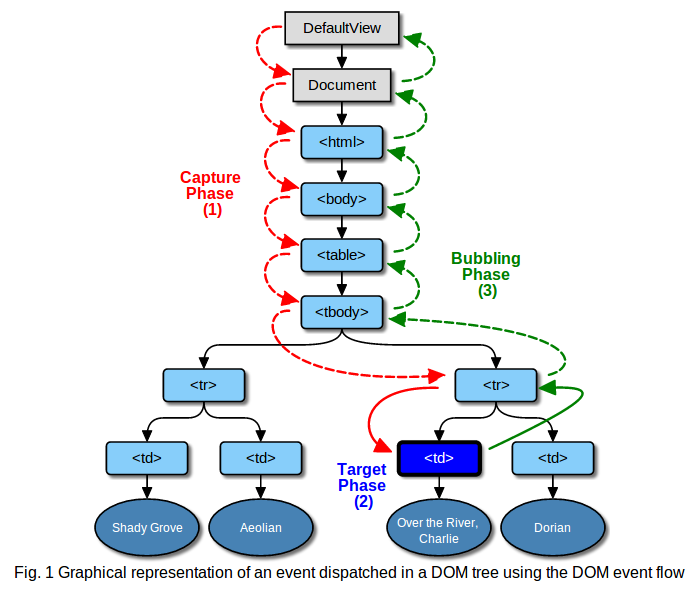 DefaultView
Document
<html>
Capture
Phase
(1)
<body>
<table>
Bubbling
Phase
(3)
<tbody>
<tr>
<tr>
<td>
<td>
Target
Phase
(2)
<td>
<td>
Shady Grove
Aeolian
Over the River,
Charlie
Dorian
Fig. 1 Graphical representation of an event dispatched in a DOM tree using the DOM event flow